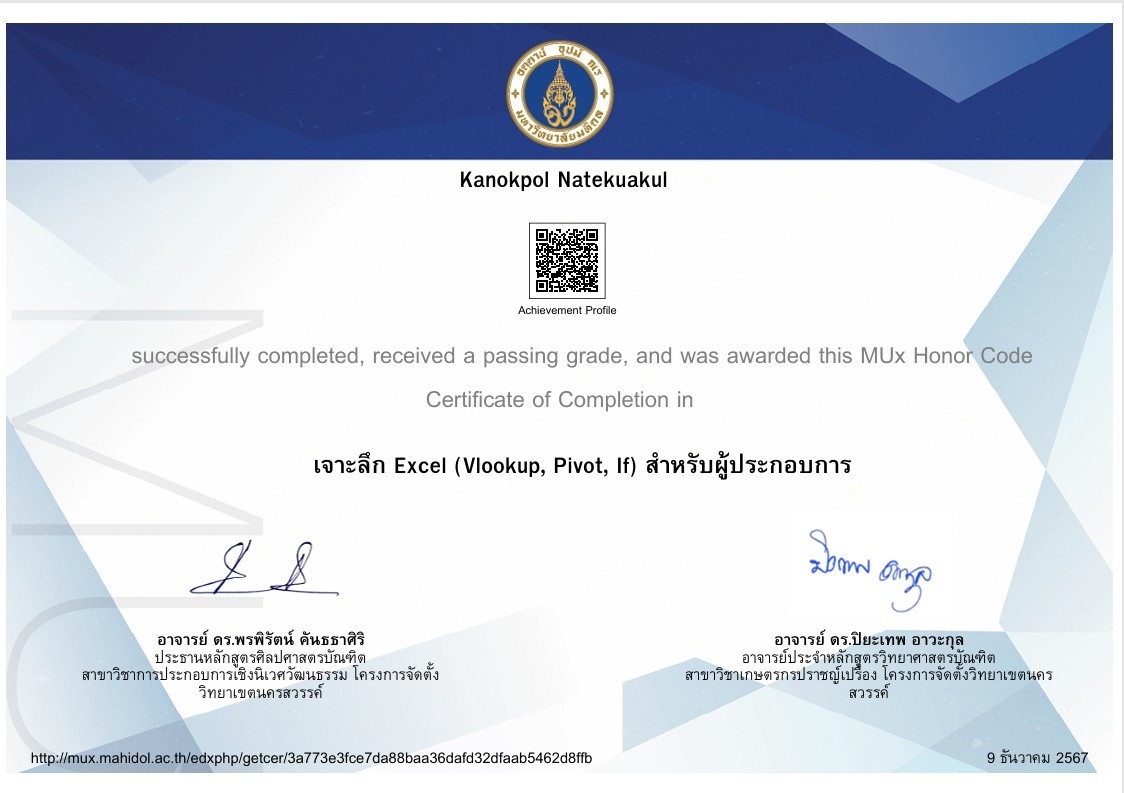 อตฺตานํ อุปมํ กเร
มหาวิทยาลัยมหิดล
Kanokpol Natekuakul
Achievement Profile
successfully completed, received a passing grade, and was awarded this MUx Honor Code
Certificate of Completion in
เจาะลึก Excel (Vlookup, Pivot, If) สำหรับผู้ประกอบการ
อาจารย์ ดร.พรพิรัตน์ คันธธาศิริ
ประธานหลักสูตรศิลปศาสตรบัณฑิต
สาขาวิชาการประกอบการเชิงนิเวศวัฒนธรรม โครงการจัดตั้ง
วิทยาเขตนครสวรรค์
อาจารย์ ดร.ปิยะเทพ อาวะกุล
อาจารย์ประจำหลักสูตรวิทยาศาสตรบัณฑิต
สาขาวิชาเกษตรกรปราชญ์เปรื่อง โครงการจัดตั้งวิทยาเขตนคร
สวรรค์
http://mux.mahidol.ac.th/edxphp/getcer/3a773e3fce7da88baa36dafd32dfaab5462d8ffb
9 ธันวาคม 2567